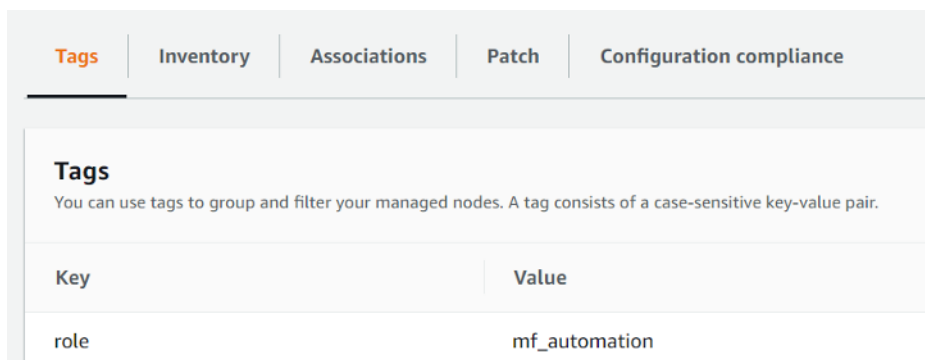 Tags Inventory Associations Patch Configuration compliance
Tags
You can use tags to group and filter your managed nodes. A tag consists of a case-sensitive key-value pair.
Key Value
role mf_automation